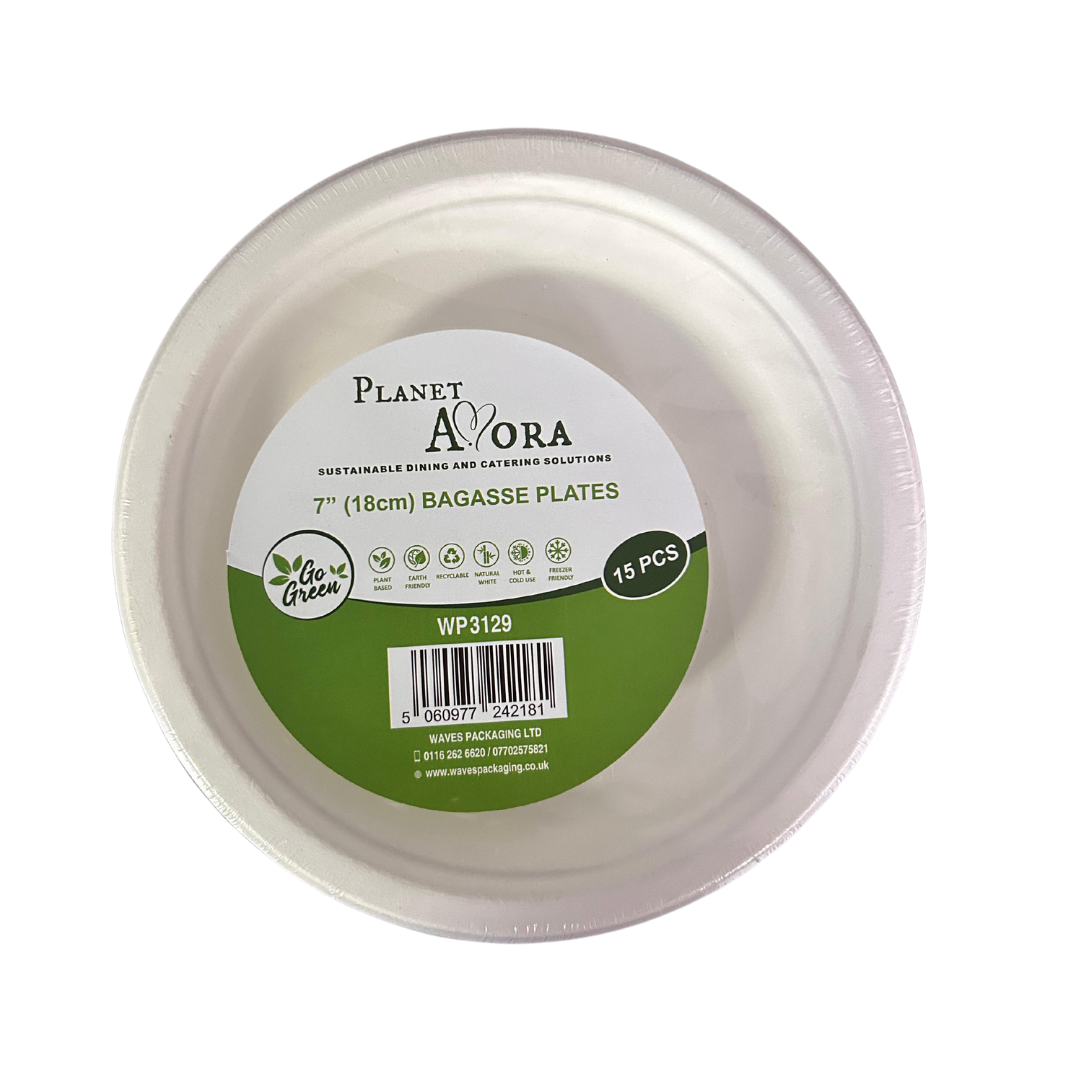 PLANET
AMORA
SUSTAINABLE DINING AND CATERING SOLUTIONS
7” (18cm) BAGASSE PLATES
Go
Green
PLANT
BASED
EARTH
FRIENDLY
RECYCLABLE
NATURAL
WHITE
HOT &
COLD USE
FREEZER
FRIENDLY
15 PCS
WP3129
5 060977 242181
WAVES PACKAGING LTD
0116 262 6620 / 07702575821
www.wavespackaging.co.uk